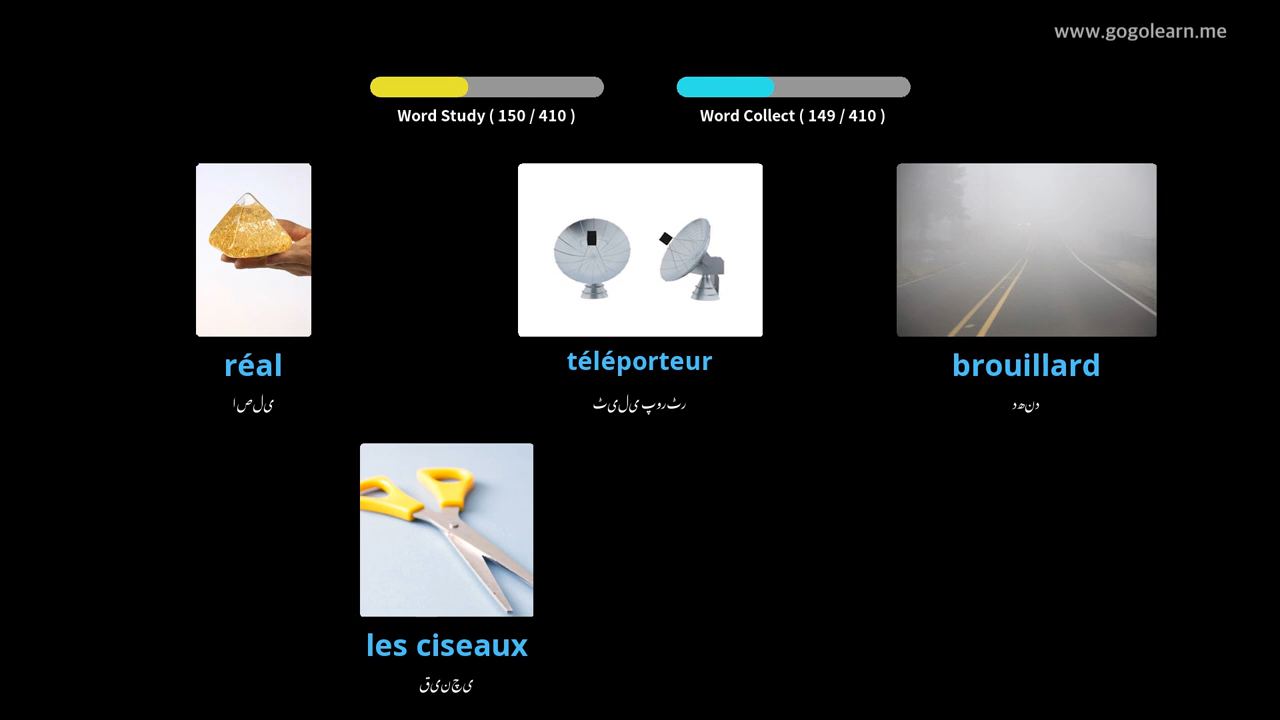 www.gogolearn.me
Word Study ( 150 / 410 )
Word Collect ( 149 / 410 )
réal
اصلی
téléporteur
ٹیلی پورٹر
brouillard
دھند
les ciseaux
قینچی